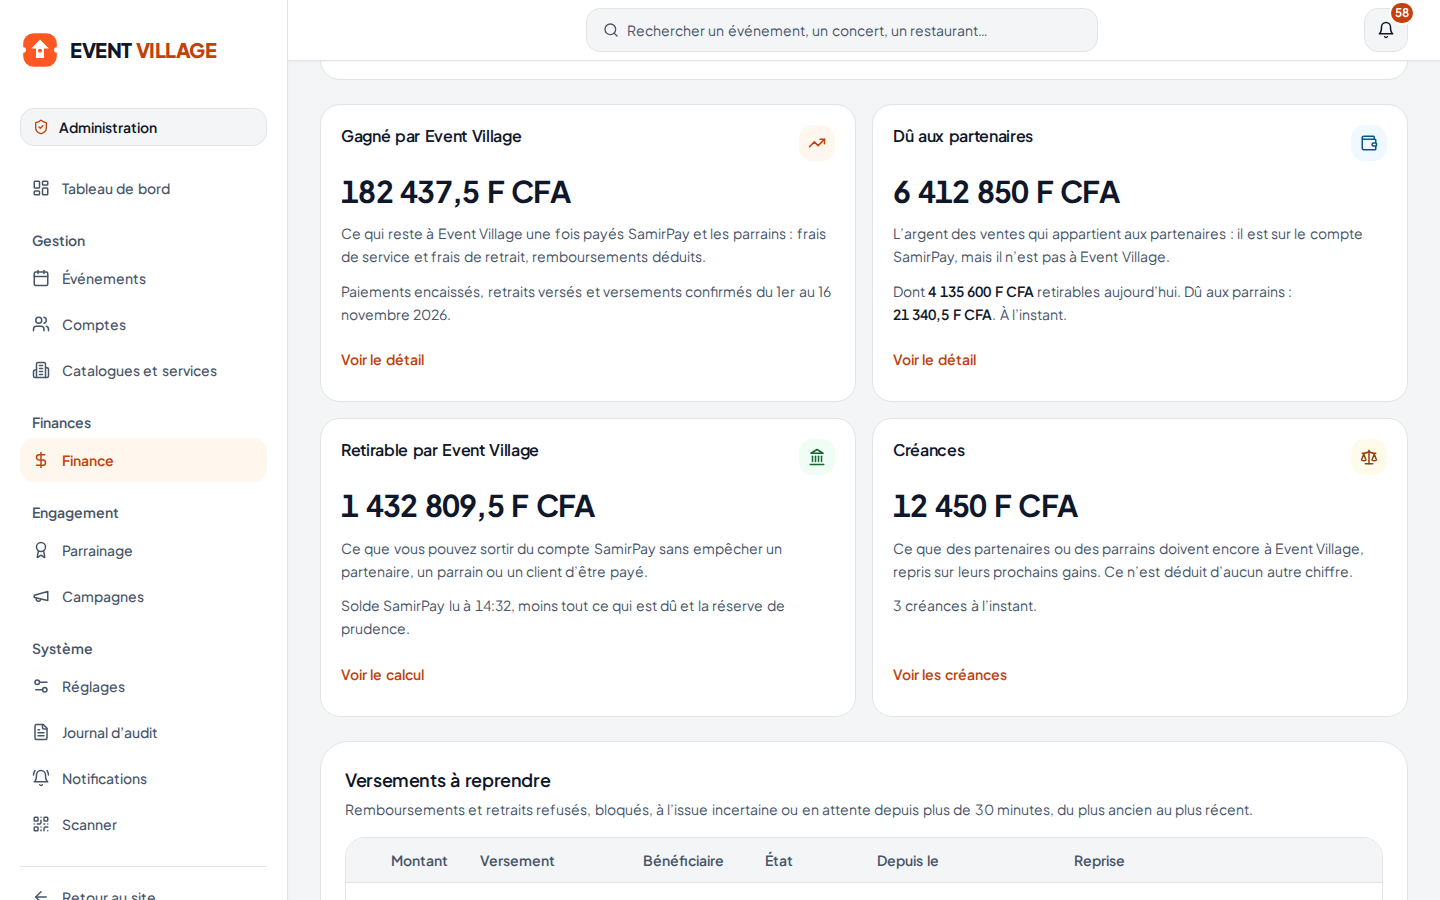 EVENT VILLAGE
Rechercher un événement, un concert, un restaurant...
58
Administration
Tableau de bord
Gestion
Événements
Comptes
Catalogues et services
Finances
Finance
Engagement
Parrainage
Campagnes
Système
Réglages
Journal d’audit
Notifications
Scanner
Retour au site
Gagné par Event Village
182 437,5 F CFA
Ce qui reste à Event Village une fois payés SamirPay et les parrains : frais
de service et frais de retrait, remboursements déduits.
Paiements encaissés, retraits versés et versements confirmés du 1er au 16
novembre 2026.
Voir le détail
Dû aux partenaires
6 412 850 F CFA
L’argent des ventes qui appartient aux partenaires : il est sur le compte
SamirPay, mais il n’est pas à Event Village.
Dont 4 135 600 F CFA retirables aujourd’hui. Dû aux parrains :
21 340,5 F CFA. À l’instant.
Voir le détail
Retirable par Event Village
1 432 809,5 F CFA
Ce que vous pouvez sortir du compte SamirPay sans empêcher un
partenaire, un parrain ou un client d’être payé.
Solde SamirPay lu à 14:32, moins tout ce qui est dû et la réserve de
prudence.
Voir le calcul
Créances
12 450 F CFA
Ce que des partenaires ou des parrains doivent encore à Event Village,
repris sur leurs prochains gains. Ce n’est déduit d’aucun autre chiffre.
3 créances à l’instant.
Voir les créances
Versements à reprendre
Remboursements et retraits refusés, bloqués, à l’issue incertaine ou en attente depuis plus de 30 minutes, du plus ancien au plus récent.
Montant Versement Bénéficiaire État Depuis le Reprise